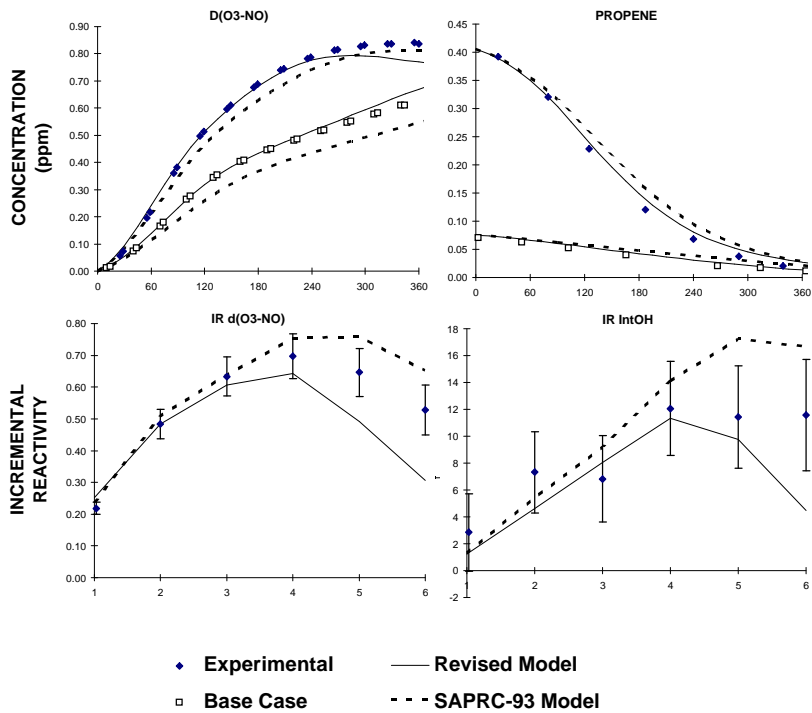 D(O3-NO)
PROPENE
CONCENTRATION
(ppm)
0.90
0.80
0.70
0.60
0.50
0.40
0.30
0.20
0.10
0.00
0 60 120 180 240 300 360
0.45
0.40
0.35
0.30
0.25
0.20
0.15
0.10
0.05
0.00
0 60 120 180 240 300 360
IR d(O3-NO)
IR IntOH
INCREMENTAL
REACTIVITY
0.80
0.70
0.60
0.50
0.40
0.30
0.20
0.10
0.00
1 2 3 4 5 6
18
16
14
12
10
8
6
4
2
0
-2
1 2 3 4 5 6
Experimental
Revised Model
Base Case
SAPRC-93 Model